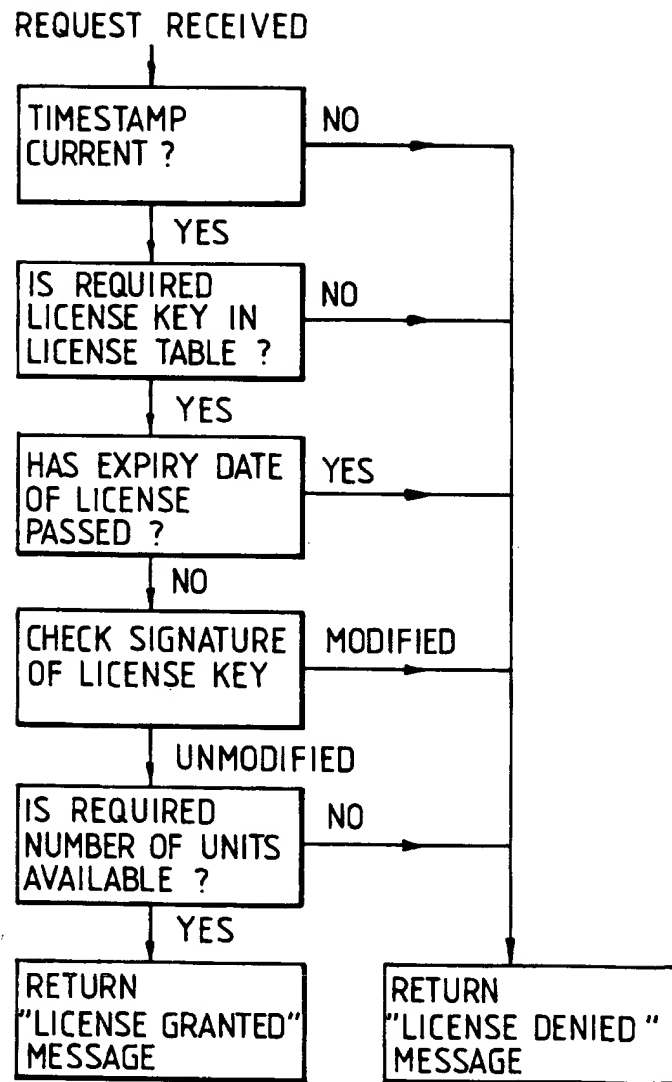 REQUEST RECEIVED
TIMESTAMP
CURRENT ?
NO
YES
IS REQUIRED
LICENSE KEY IN
LICENSE TABLE ?
NO
YES
HAS EXPIRY DATE
OF LICENSE
PASSED ?
YES
NO
CHECK SIGNATURE
OF LICENSE KEY
MODIFIED
UNMODIFIED
IS REQUIRED
NUMBER OF UNITS
AVAILABLE ?
NO
YES
RETURN
"LICENSE GRANTED"
MESSAGE
RETURN
"LICENSE DENIED"
MESSAGE